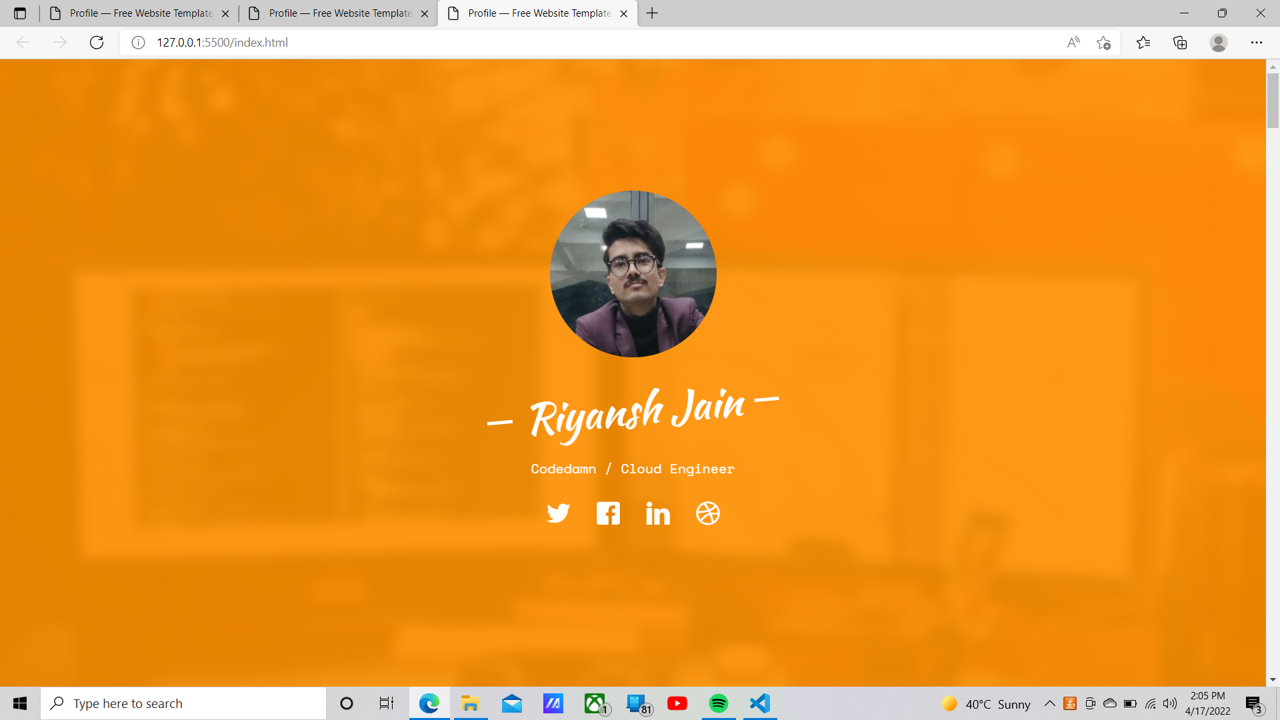 Profile — Free Website Template
Profile — Free Website Template
Profile — Free Website Template
127.0.0.1:5500/index.html
— Riyansh Jain —
Codedamn / Cloud Engineer
Type here to search
1
81
40°C Sunny
2:05 PM
4/17/2022
3